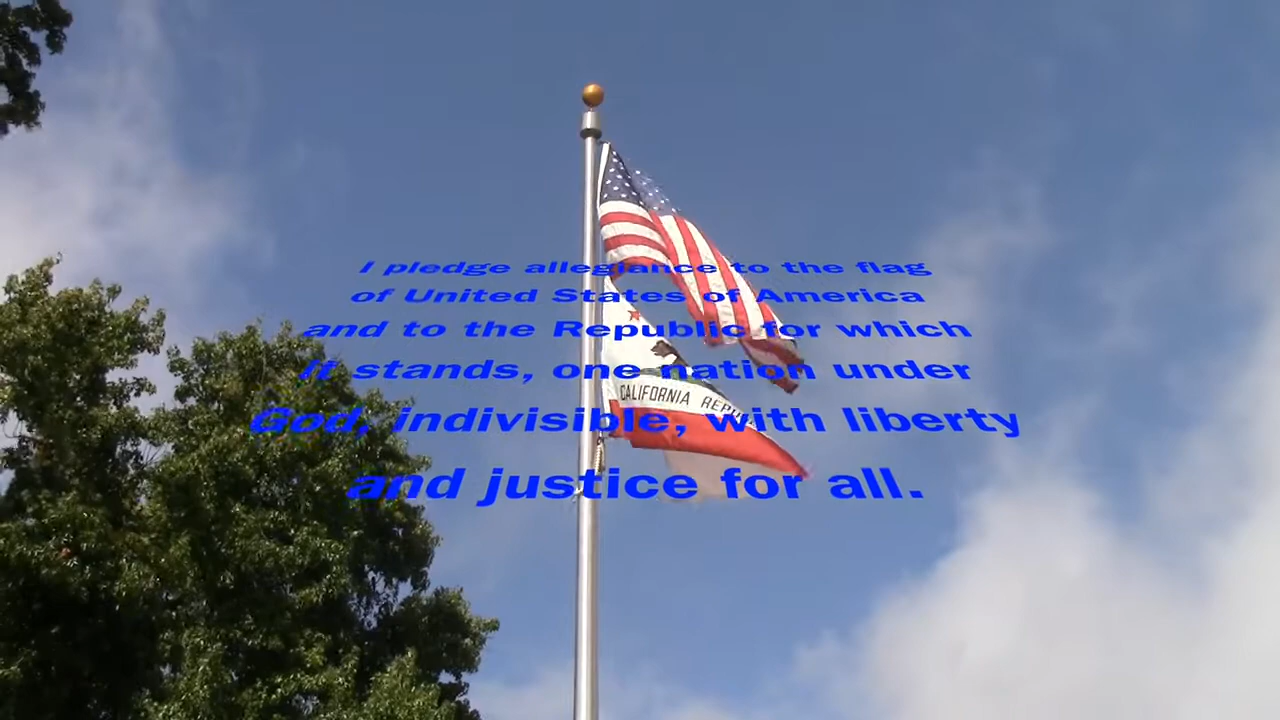 I pledge allegiance to the flag
of United States of America
and to the Republic for which
it stands, one nation under
God, indivisible, with liberty
and justice for all.
CALIFORNIA